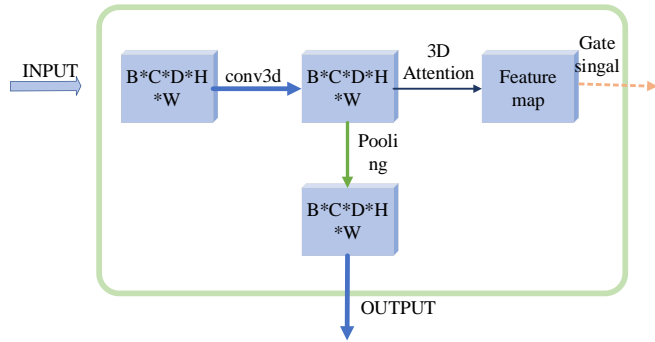 INPUT
B*C*D*H
*W
conv3d
B*C*D*H
*W
3D
Attention
Feature
map
Gate
singal
Pooli
ng
B*C*D*H
*W
OUTPUT